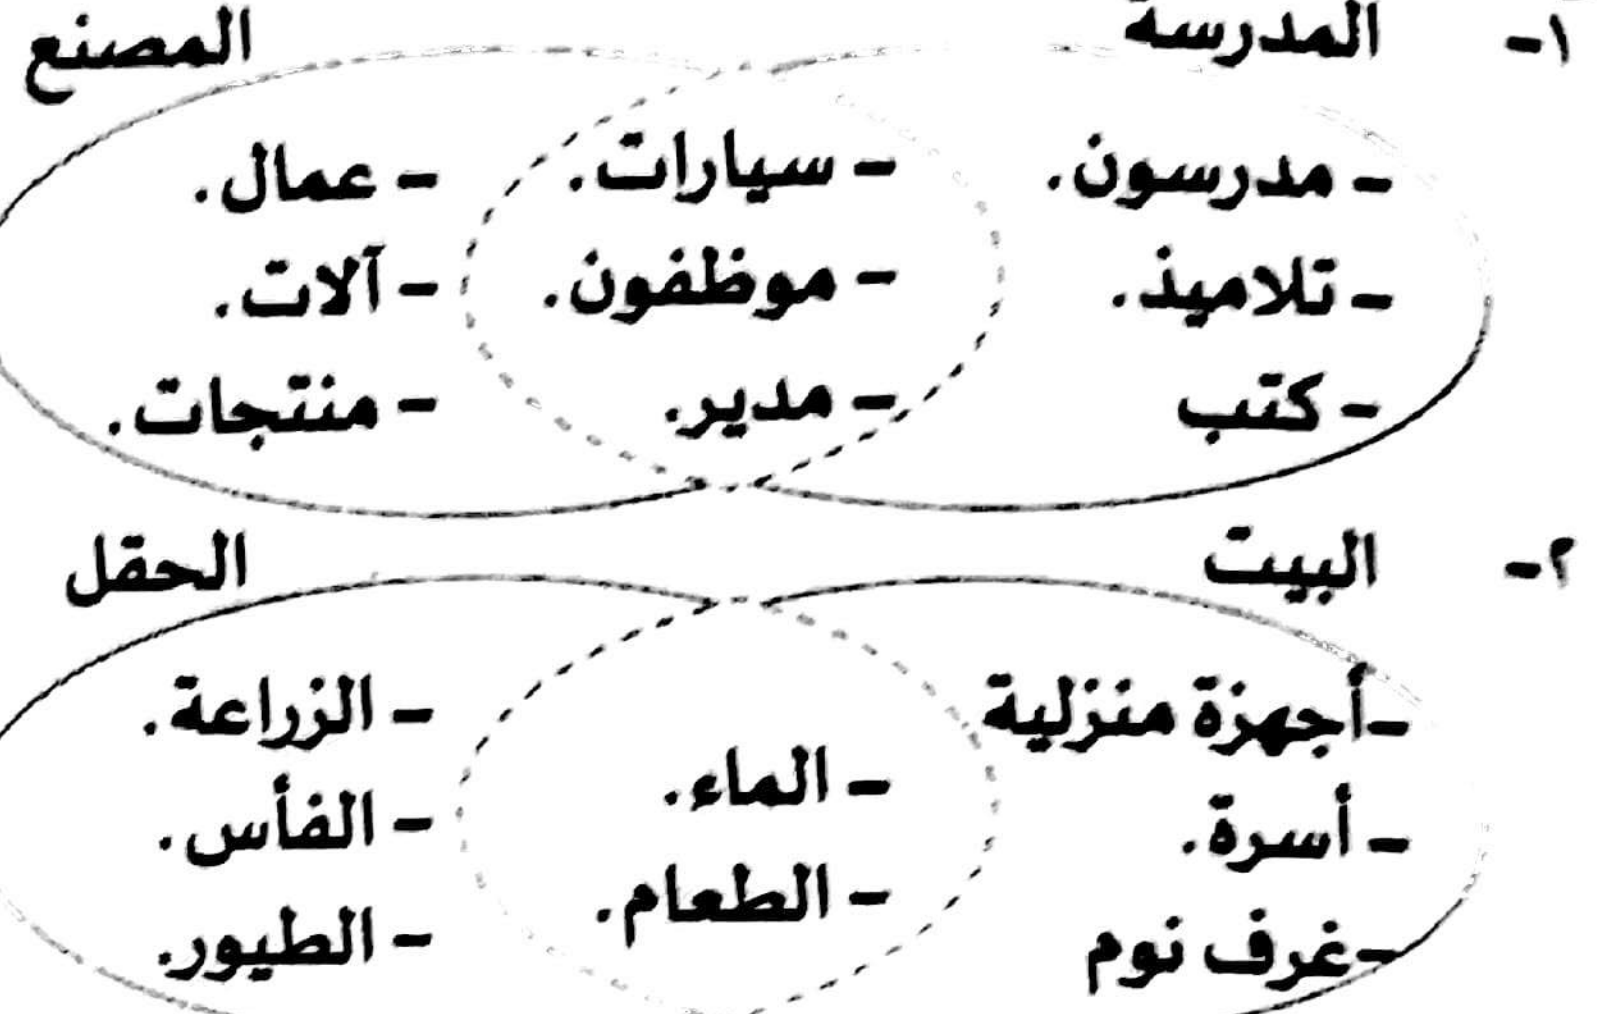 ١- المدرسة المصنع
- مدرسون. - سيارات. - عمال.
- تلاميذ. - موظفون. - آلات.
- كتب - مدير. - منتجات.
٢- البيت الحقل
-أجهزة منزلية - الزراعة.
- الماء.
- أسرة. - الفأس.
- الطعام.
-غرف نوم - الطيور.